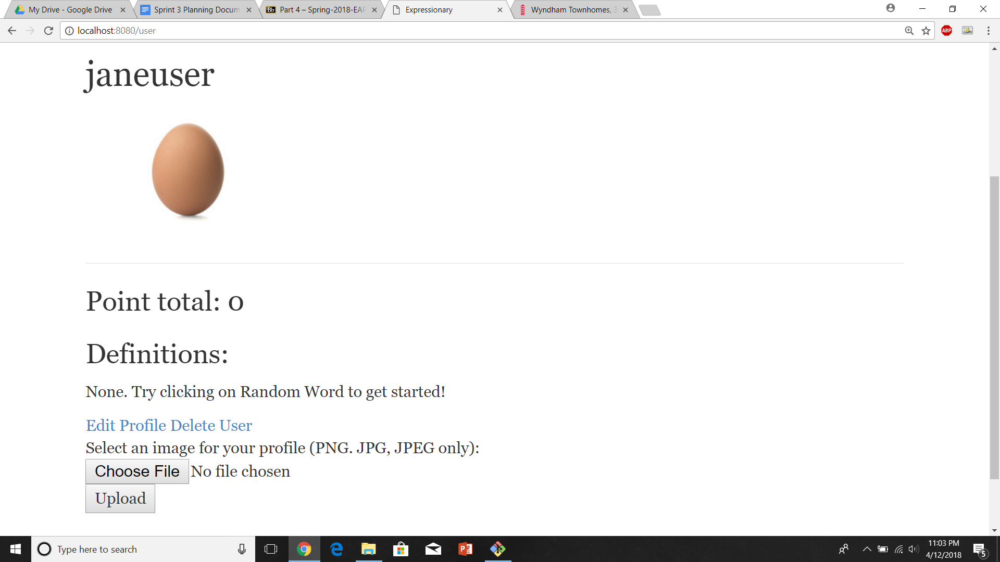 My Drive - Google Drive
Sprint 3 Planning Docum
Bb Part 4 – Spring-2018-EAP
Expressionary
Wyndham Townhomes, 3
localhost:8080/user
ABP
janeuser
Point total: 0
Definitions:
None. Try clicking on Random Word to get started!
Edit Profile Delete User
Select an image for your profile (PNG. JPG, JPEG only):
Choose File No file chosen
Upload
Type here to search
11:03 PM
4/12/2018
5